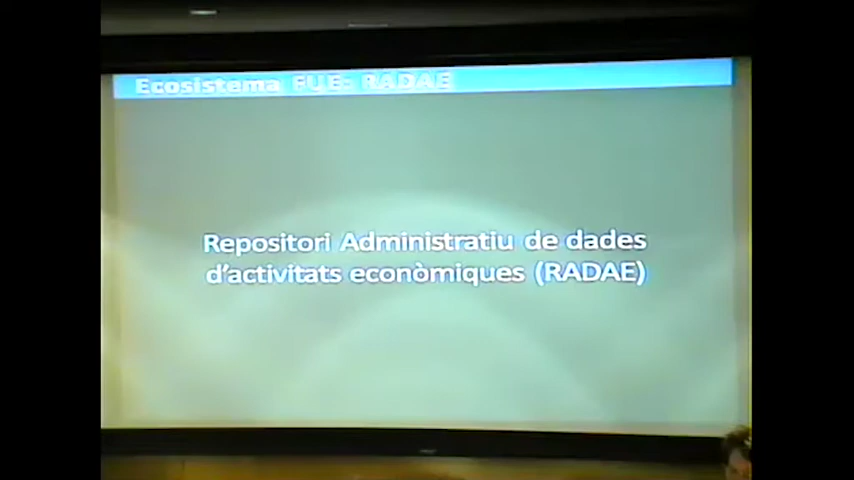 Ecosistema FUE: RADAE
Repositori Administratiu de dades
d'activitats econòmiques (RADAE)